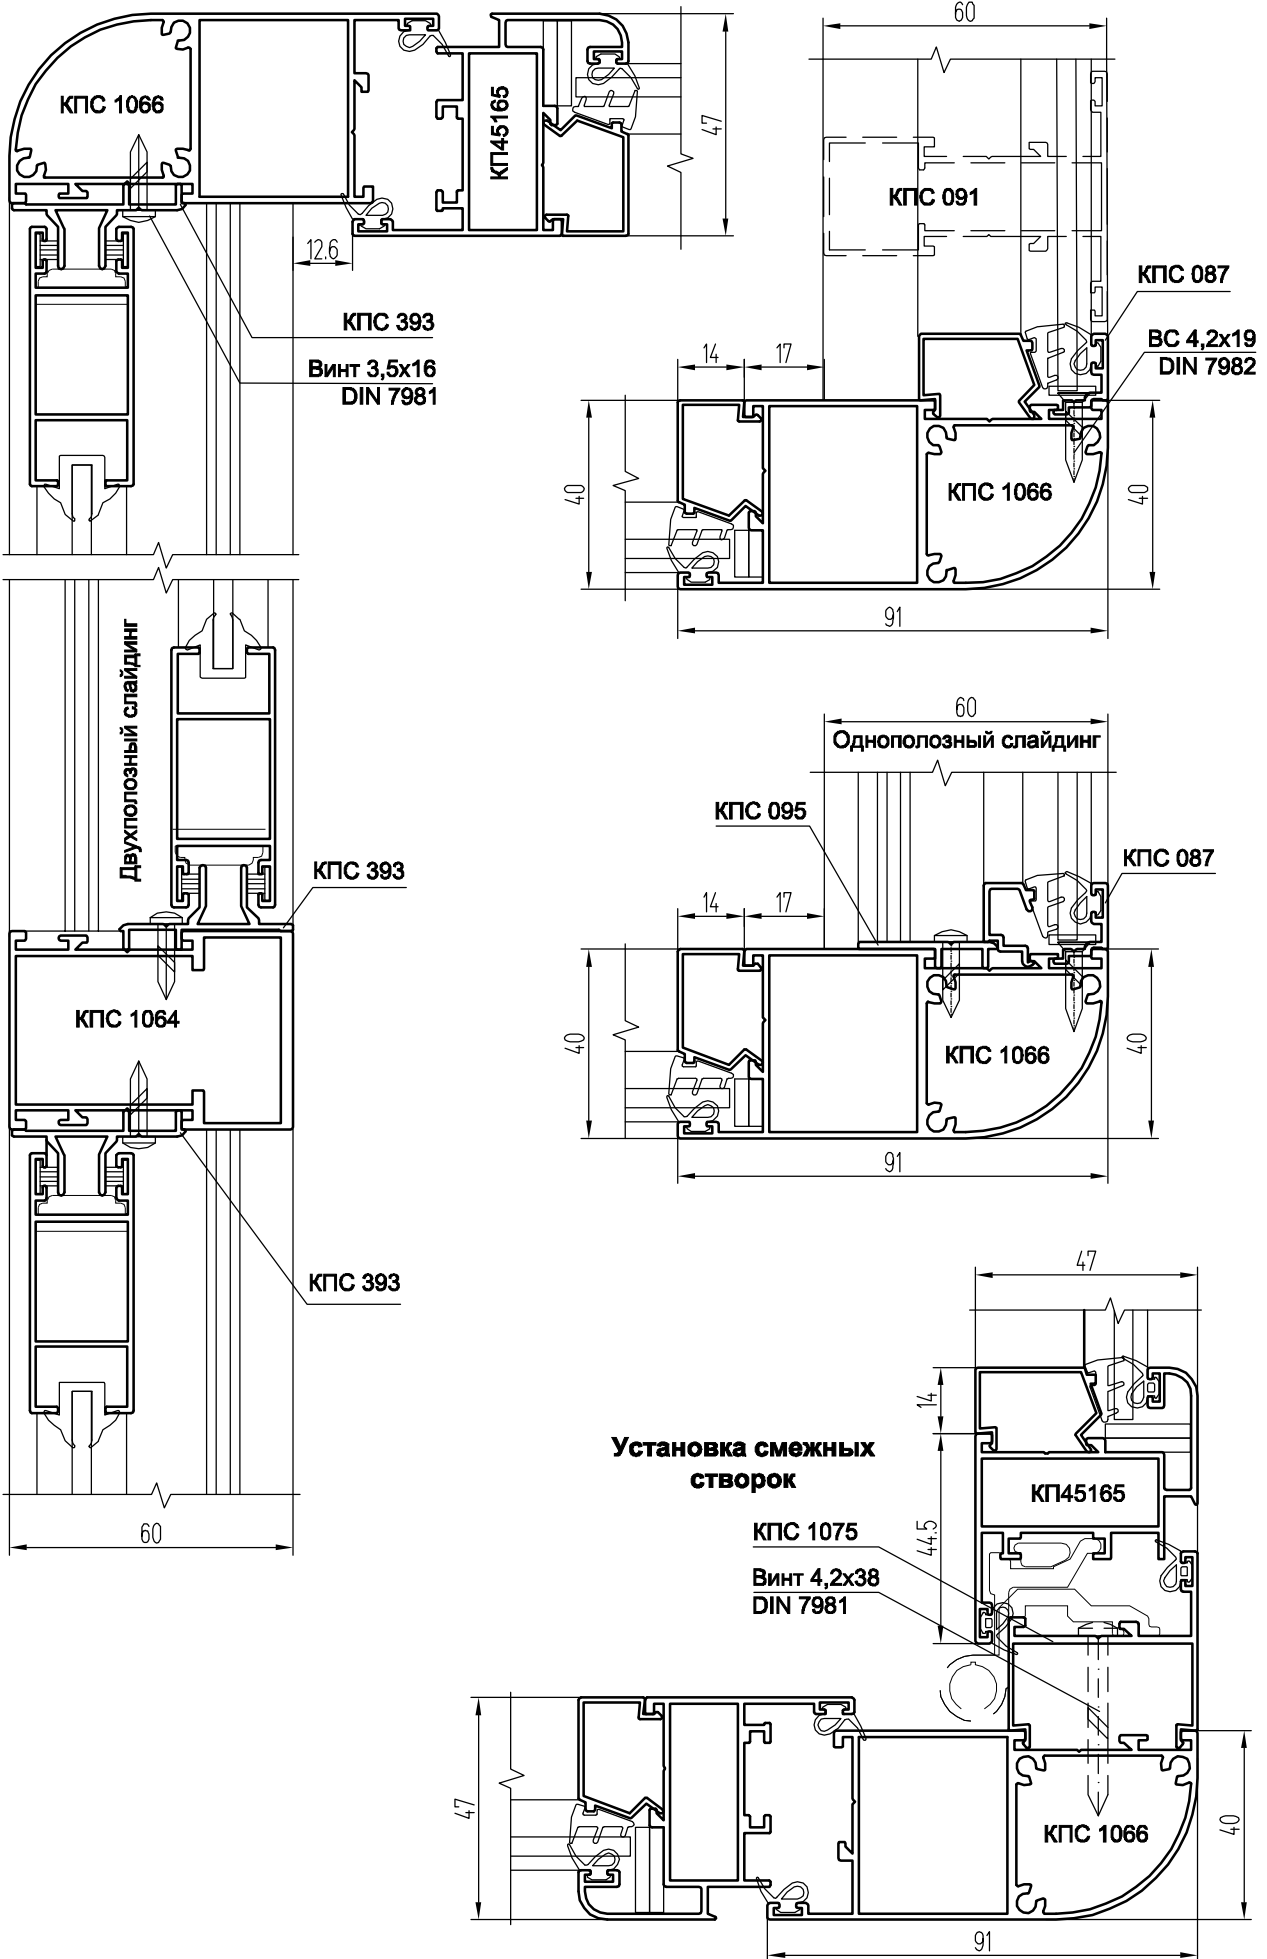 КПС 1066
КП45165
47
12.6
КПС 393
Винт 3,5х16
DIN 7981
60
КПС 091
КПС 087
ВС 4,2х19
DIN 7982
14
17
40
КПС 1066
40
91
Двухполозный слайдинг
КПС 393
КПС 1064
КПС 393
60
60
Однополозный слайдинг
КПС 095
КПС 087
14
17
40
КПС 1066
40
91
47
14
Установка смежных
створок
КП45165
44.5
КПС 1075
Винт 4,2х38
DIN 7981
47
КПС 1066
40
91